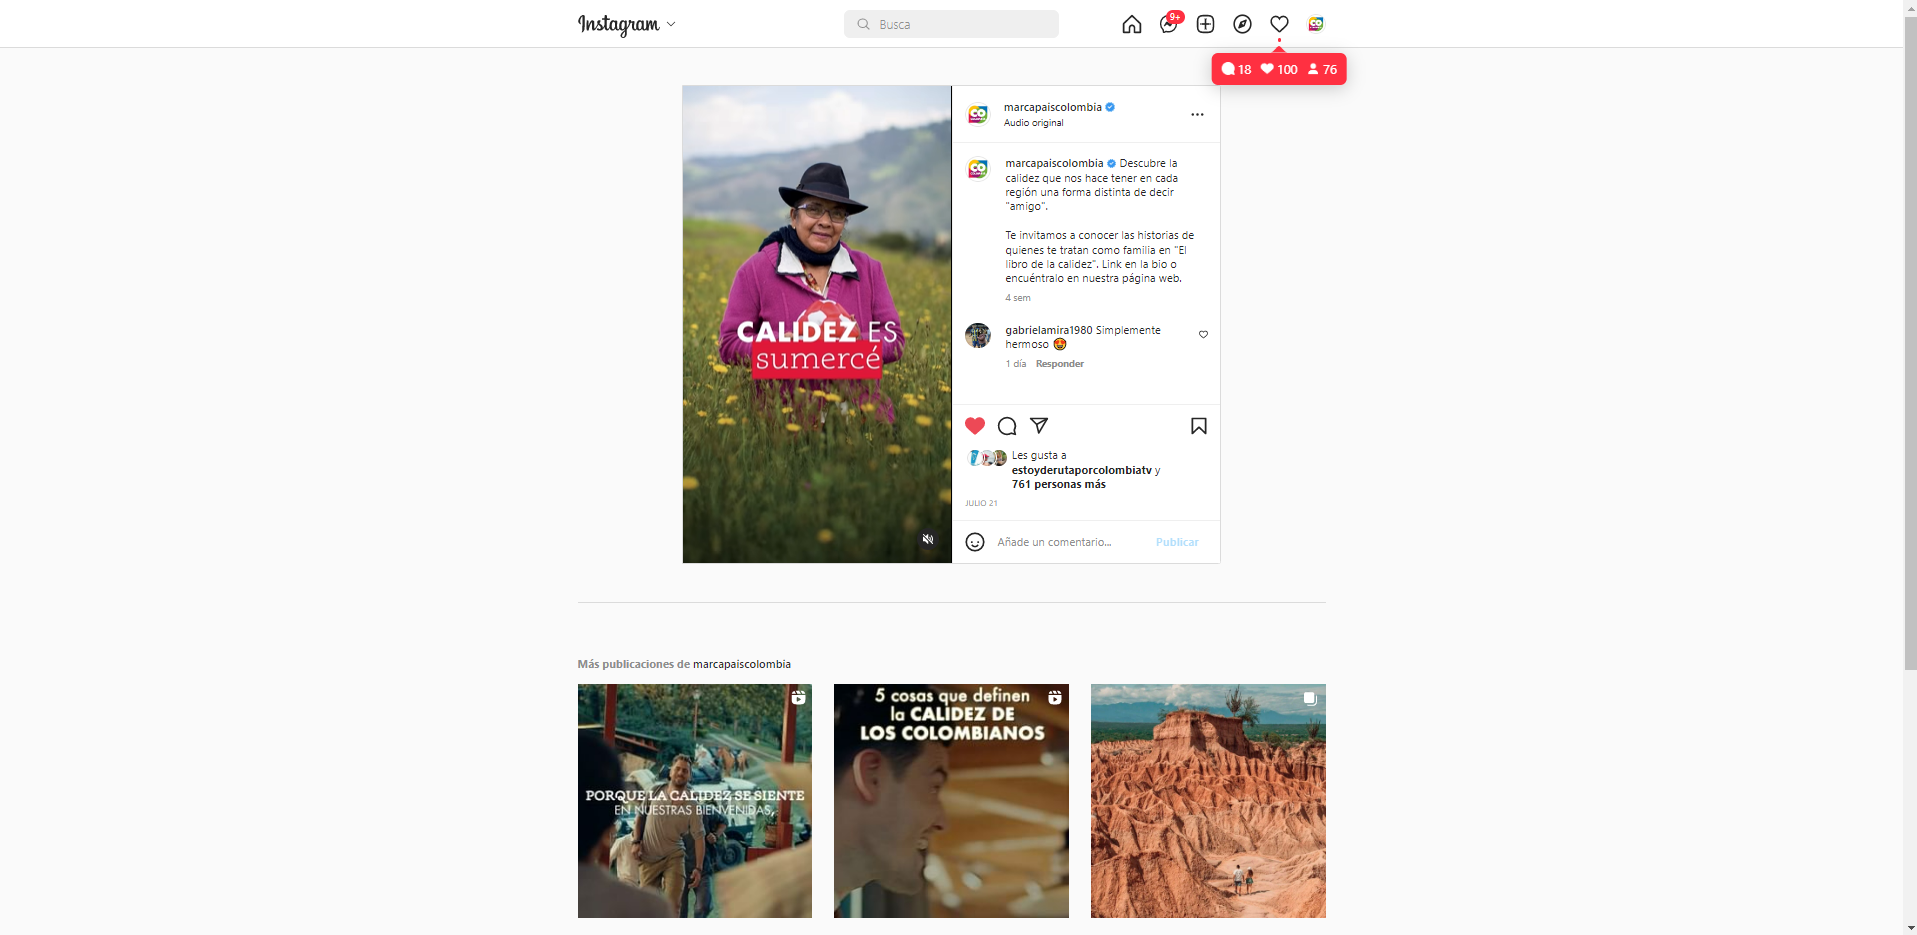 Instagram
Busca
9+
18 100 76
marcapaiscolombia
Audio original
marcapaiscolombia Descubre la
calidez que nos hace tener en cada
región una forma distinta de decir
"amigo".
Te invitamos a conocer las historias de
quienes te tratan como familia en "El
libro de la calidez". Link en la bio o
encuéntralo en nuestra página web.
4 sem
gabrielamira1980 Simplemente
hermoso 🤩
1 día Responder
CALIDEZ ES
sumercé
Les gusta a
estoyderutaporcolombiatv y
761 personas más
JULIO 21
Añade un comentario... Publicar
Más publicaciones de marcapaiscolombia
PORQUE LA CALIDEZ SE SIENTE
EN NUESTRAS BIENVENIDAS,
5 cosas que definen
la CALIDEZ DE
LOS COLOMBIANOS